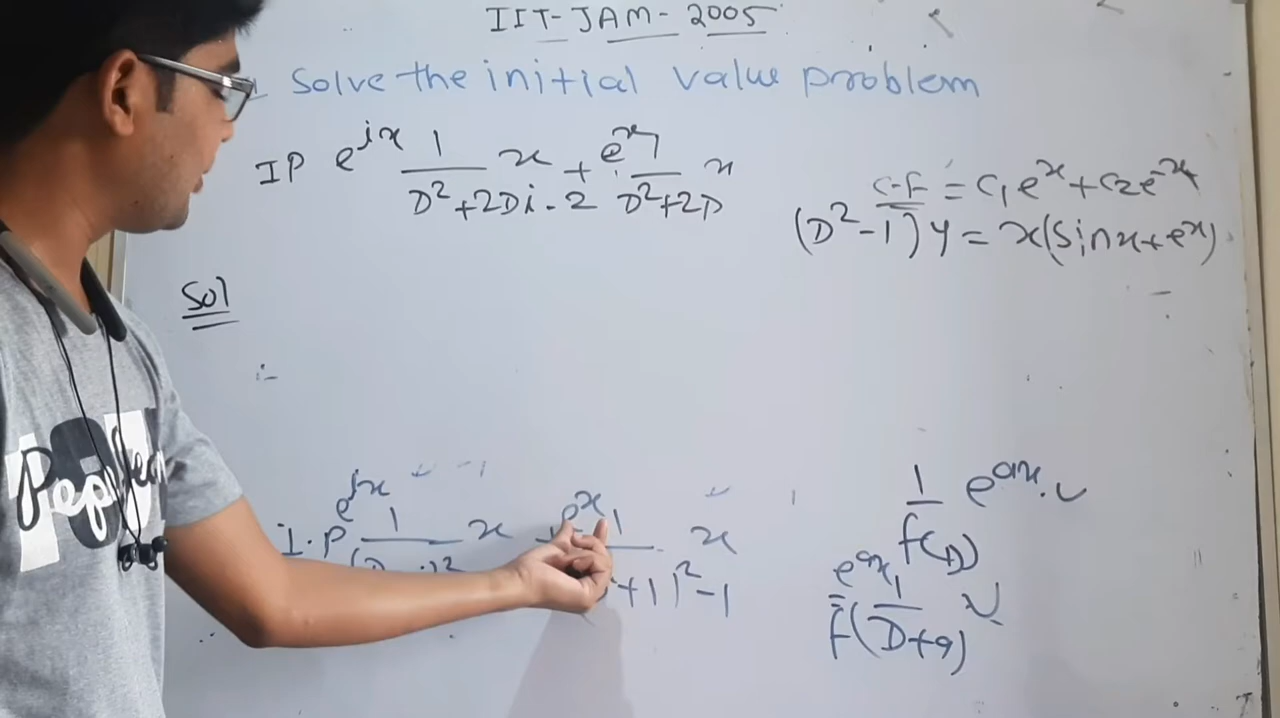 IIT-JAM-2005
Solve the initial value problem
IP e^{ix} 1/(D²+2Di-2) x + e^x 1/(D²+2D) x
C.F = C₁e^x + C₂e^{-x}
(D²-1)y = x(Sinx+e^x)
Sol
:-
I.P e^{ix} 1/ x e^x 1/ +1)²-1 x
1/f(D) e^{ax}.v
= e^{ax} 1/f(D+a) v